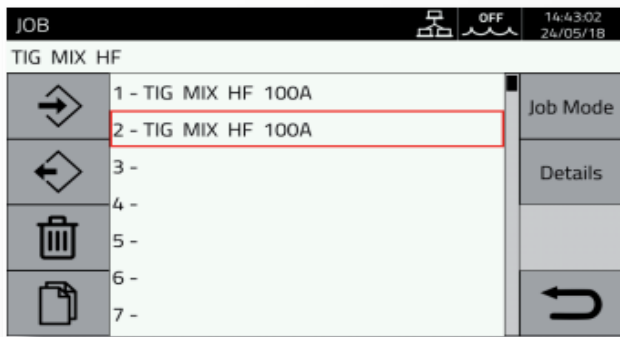 JOB
OFF
14:43:02
24/05/18
TIG MIX HF
1 - TIG MIX HF 100A
2 - TIG MIX HF 100A
3 -
4 -
5 -
6 -
7 -
Job Mode
Details